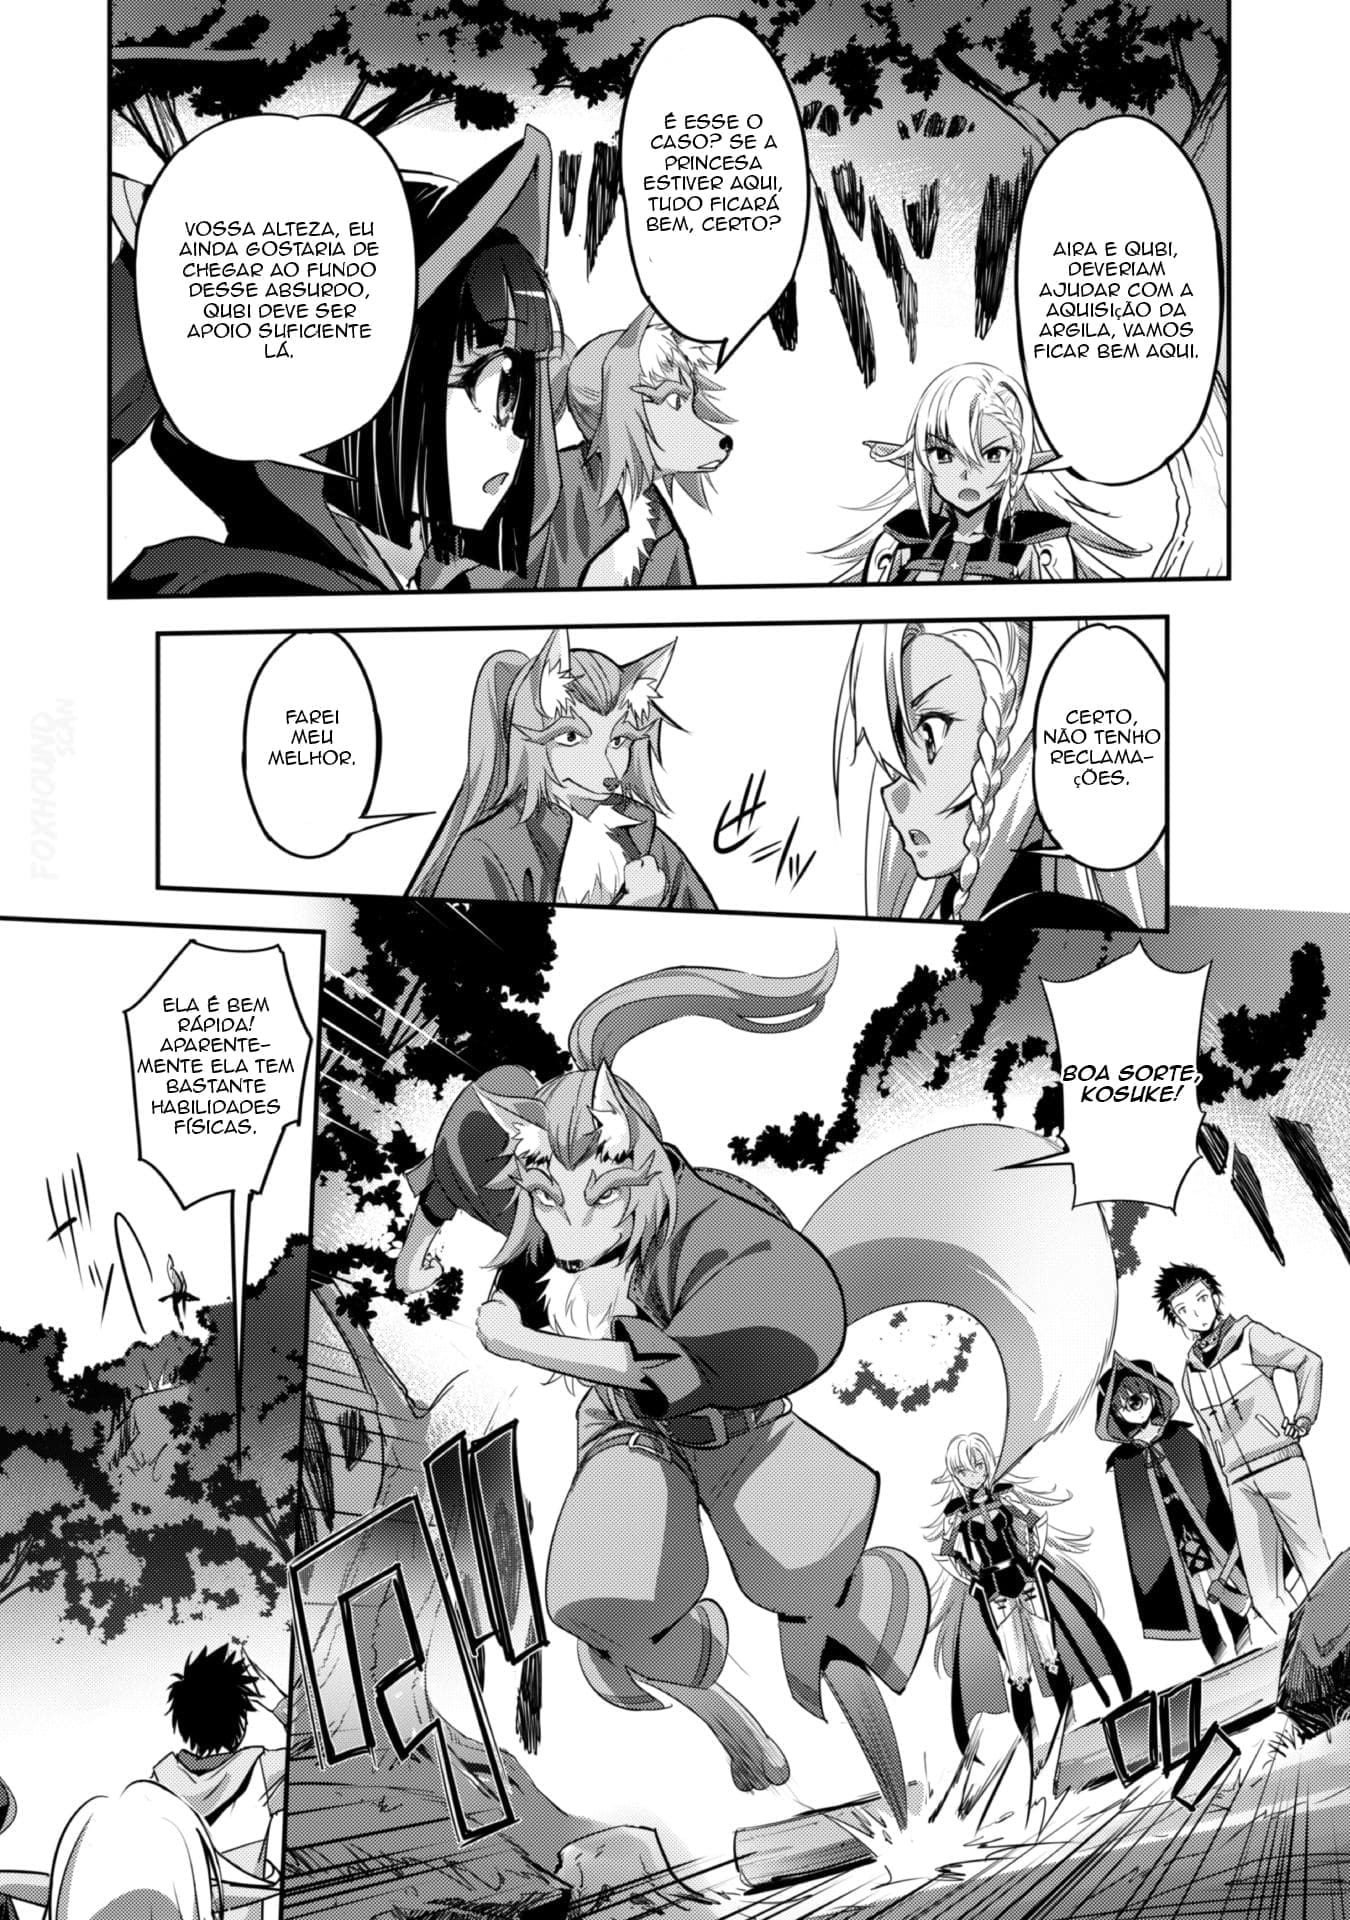 AIRA E QUBI,
DEVERIAM
AJUDAR COM A
AQUISIÇÃO DA
ARGILA, VAMOS
FICAR BEM AQUI.
É ESSE O
CASO? SE A
PRINCESA
ESTIVER AQUI,
TUDO FICARÁ
BEM, CERTO?
VOSSA ALTEZA, EU
AINDA GOSTARIA DE
CHEGAR AO FUNDO
DESSE ABSURDO,
QUBI DEVE SER
APOIO SUFICIENTE
LÁ.
CERTO,
NÃO TENHO
RECLAMA-
ÇÕES.
FAREI
MEU
MELHOR.
FOXHOUND
SCAN
BOA SORTE,
KOSUKE!
ELA É BEM
RÁPIDA!
APARENTE-
MENTE ELA TEM
BASTANTE
HABILIDADES
FÍSICAS.